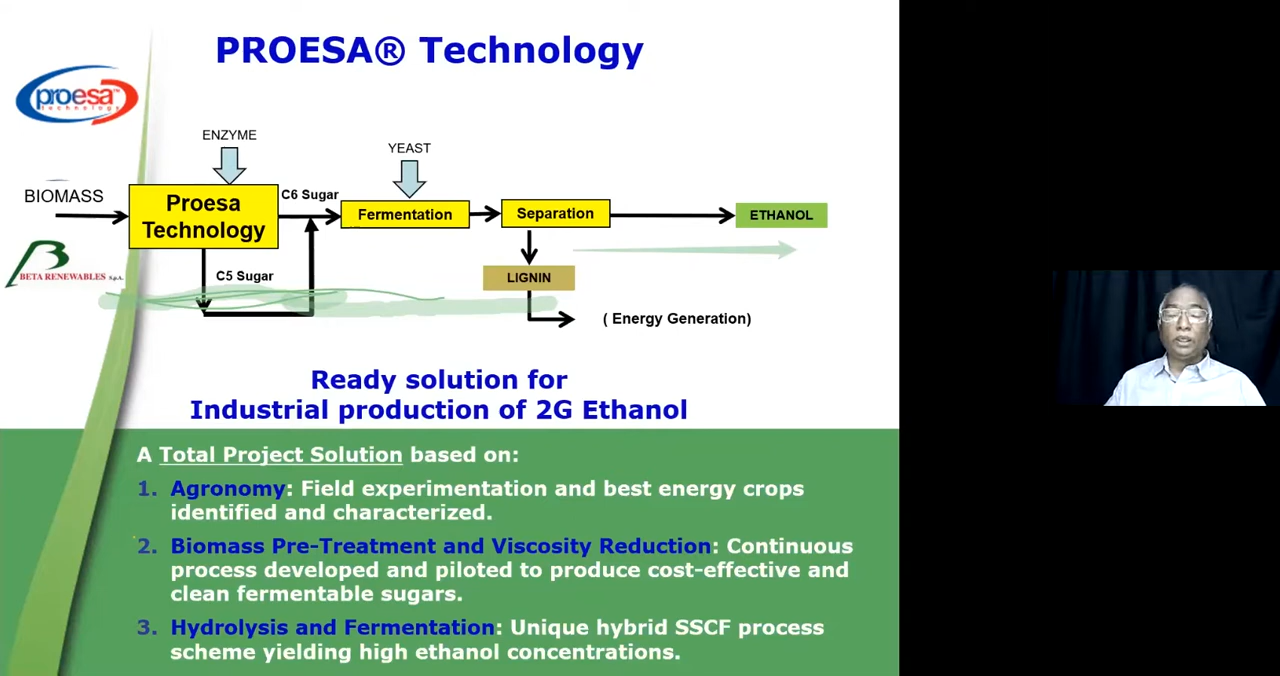 PROESA® Technology
proesa™
technology
ENZYME
YEAST
BIOMASS
Proesa
Technology
C6 Sugar
Fermentation
Separation
ETHANOL
BETA RENEWABLES S.p.A.
C5 Sugar
LIGNIN
( Energy Generation)
Ready solution for
Industrial production of 2G Ethanol
A Total Project Solution based on:
1. Agronomy: Field experimentation and best energy crops
identified and characterized.
2. Biomass Pre-Treatment and Viscosity Reduction: Continuous
process developed and piloted to produce cost-effective and
clean fermentable sugars.
3. Hydrolysis and Fermentation: Unique hybrid SSCF process
scheme yielding high ethanol concentrations.